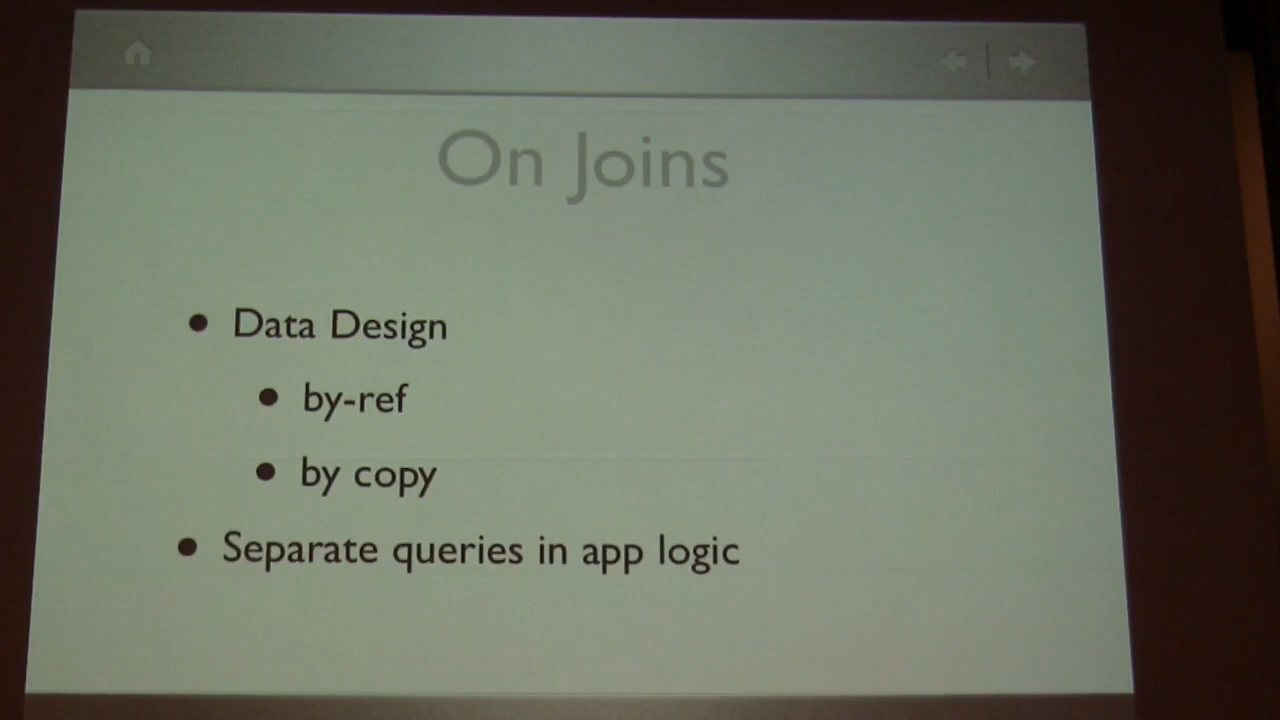 On Joins
Data Design
by-ref
by copy
Separate queries in app logic